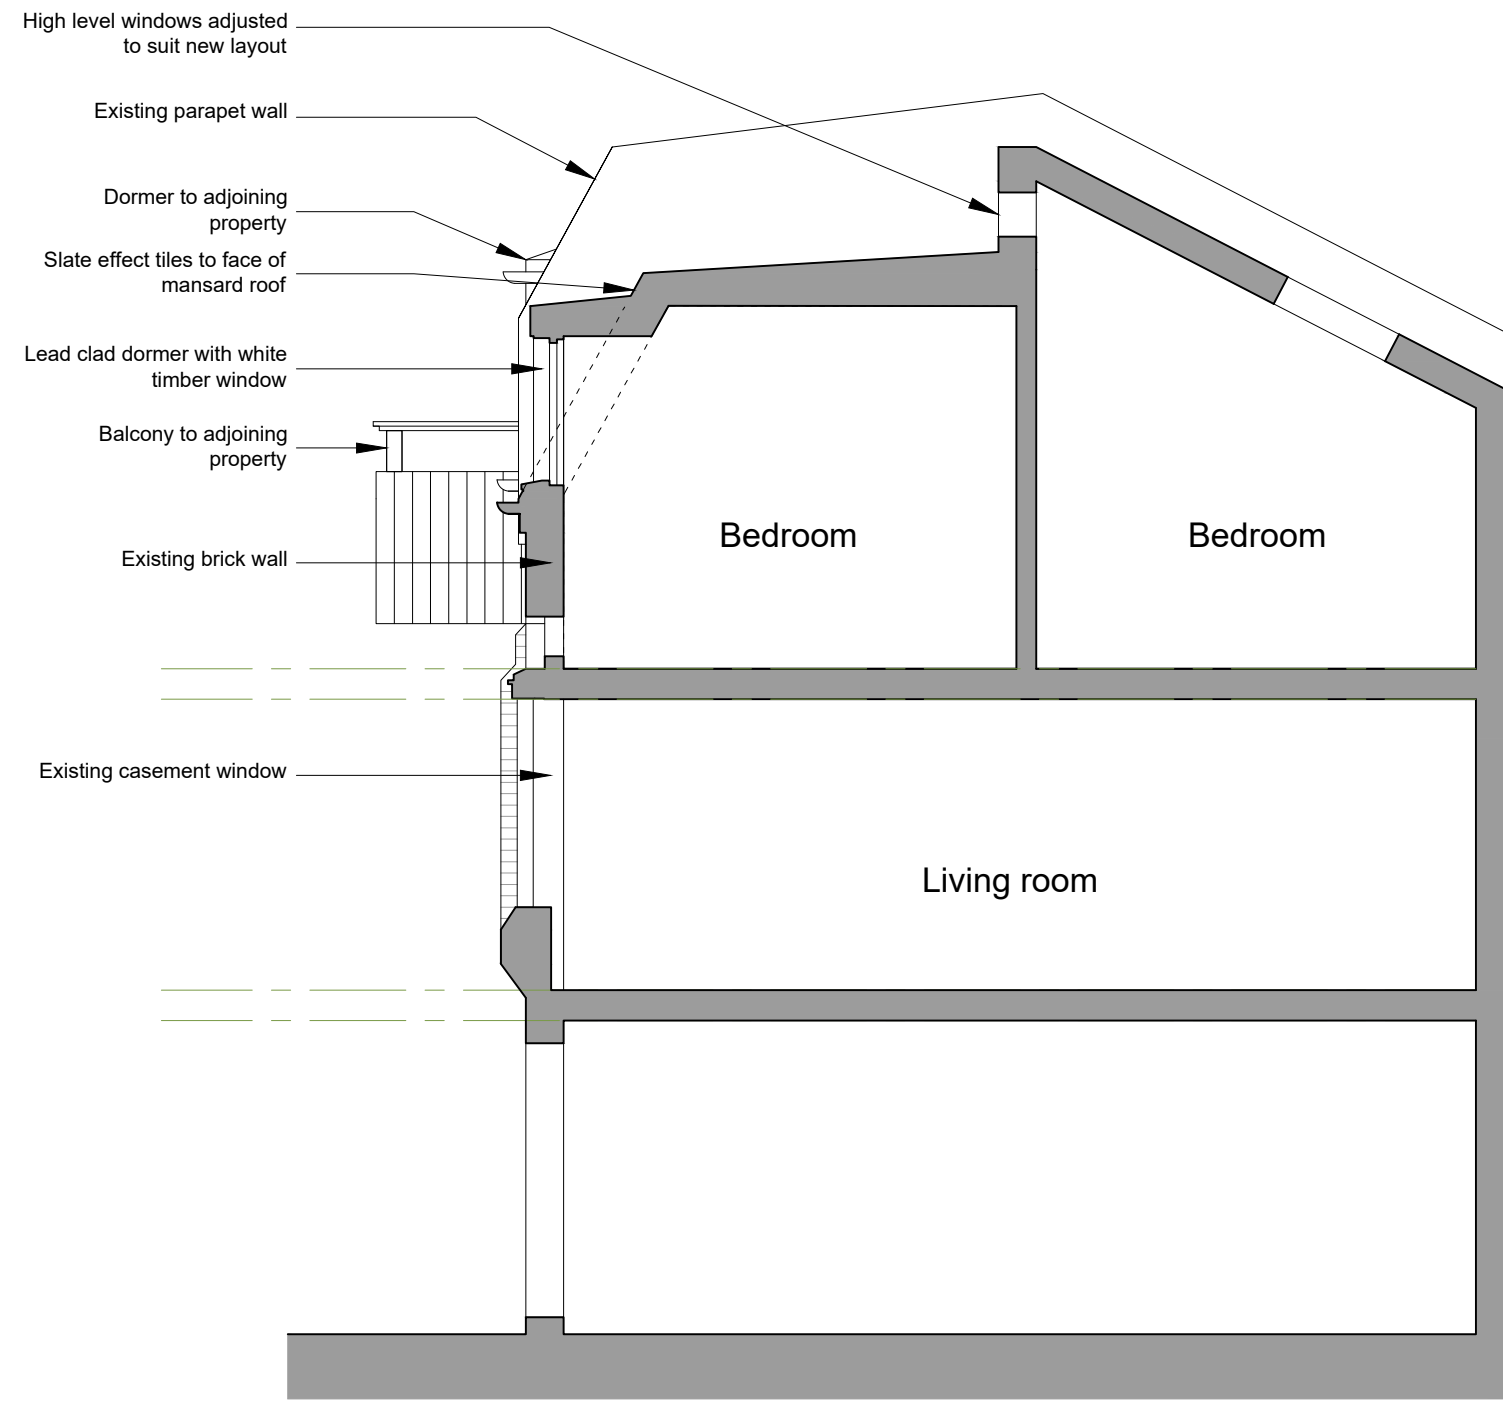 High level windows adjusted
to suit new layout
Existing parapet wall
Dormer to adjoining
property
Slate effect tiles to face of
mansard roof
Lead clad dormer with white
timber window
Balcony to adjoining
property
Existing brick wall
Bedroom
Bedroom
Existing casement window
Living room